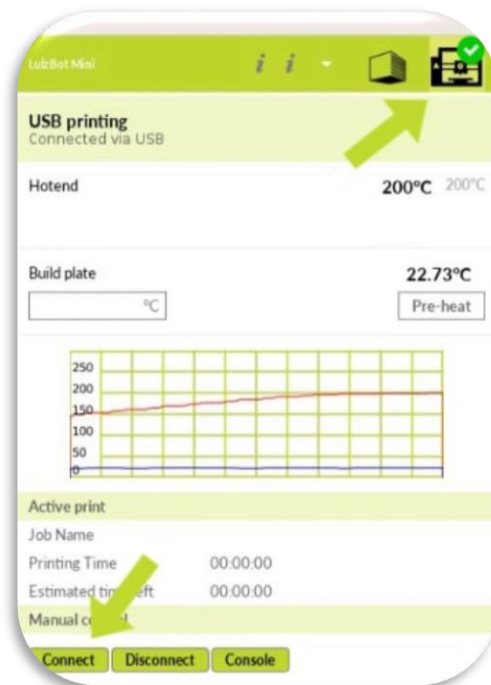 LulzBot Mini i i
USB printing
Connected via USB
Hotend 200°C 200°C
Build plate 22.73°C
°C Pre-heat
250
200
150
100
50
0
Active print
Job Name
Printing Time 00:00:00
Estimated 00:00:00
Manual
Connect Disconnect Console